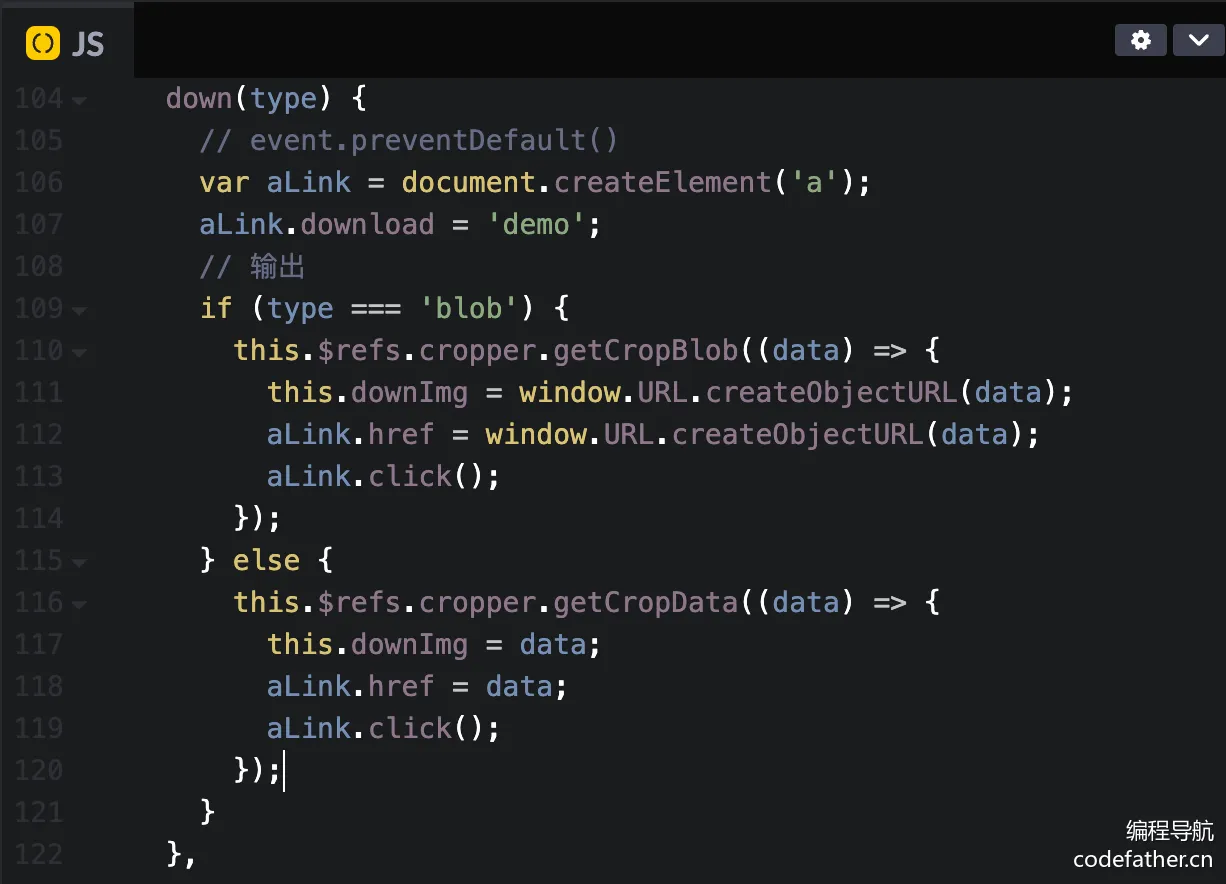 JS
104 down(type) {
105 // event.preventDefault()
106 var aLink = document.createElement('a');
107 aLink.download = 'demo';
108 // 输出
109 if (type === 'blob') {
110 this.$refs.cropper.getCropBlob((data) => {
111 this.downImg = window.URL.createObjectURL(data);
112 aLink.href = window.URL.createObjectURL(data);
113 aLink.click();
114 });
115 } else {
116 this.$refs.cropper.getCropData((data) => {
117 this.downImg = data;
118 aLink.href = data;
119 aLink.click();
120 });
121 }
122 },
编程导航
codefather.cn